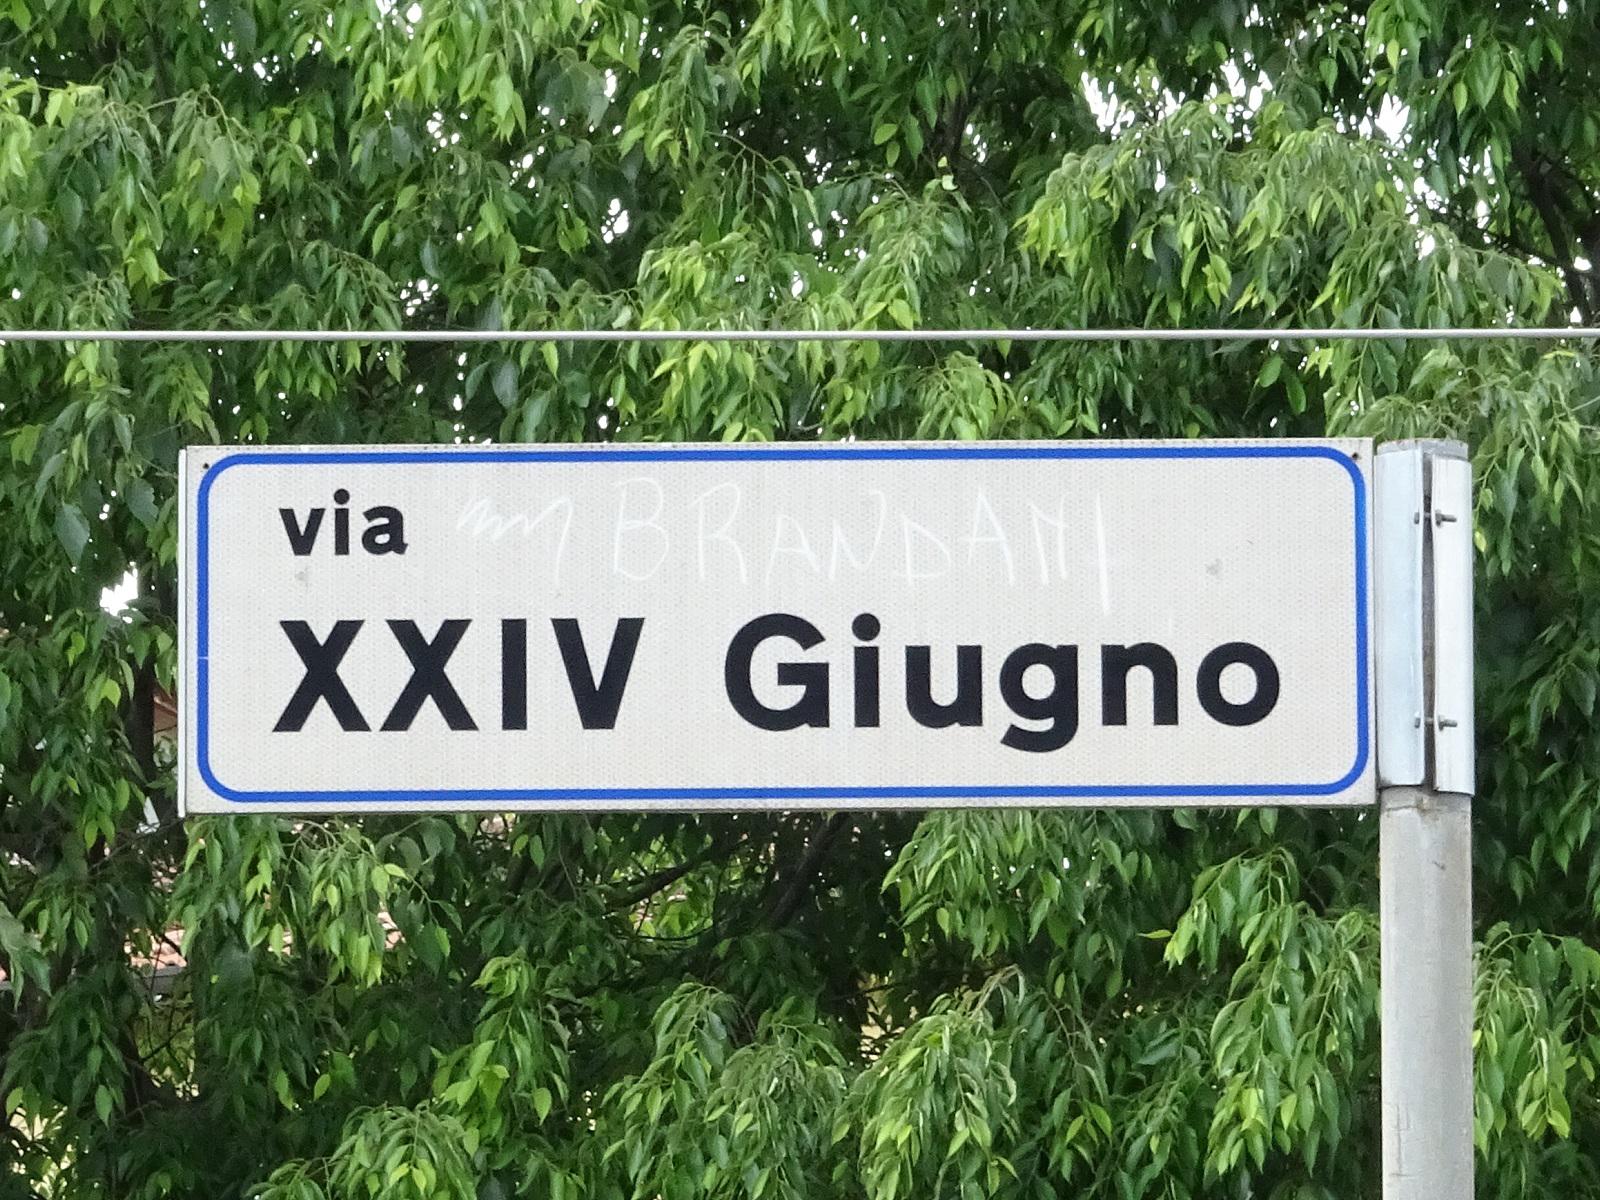 via BRANDANI
XXIV Giugno